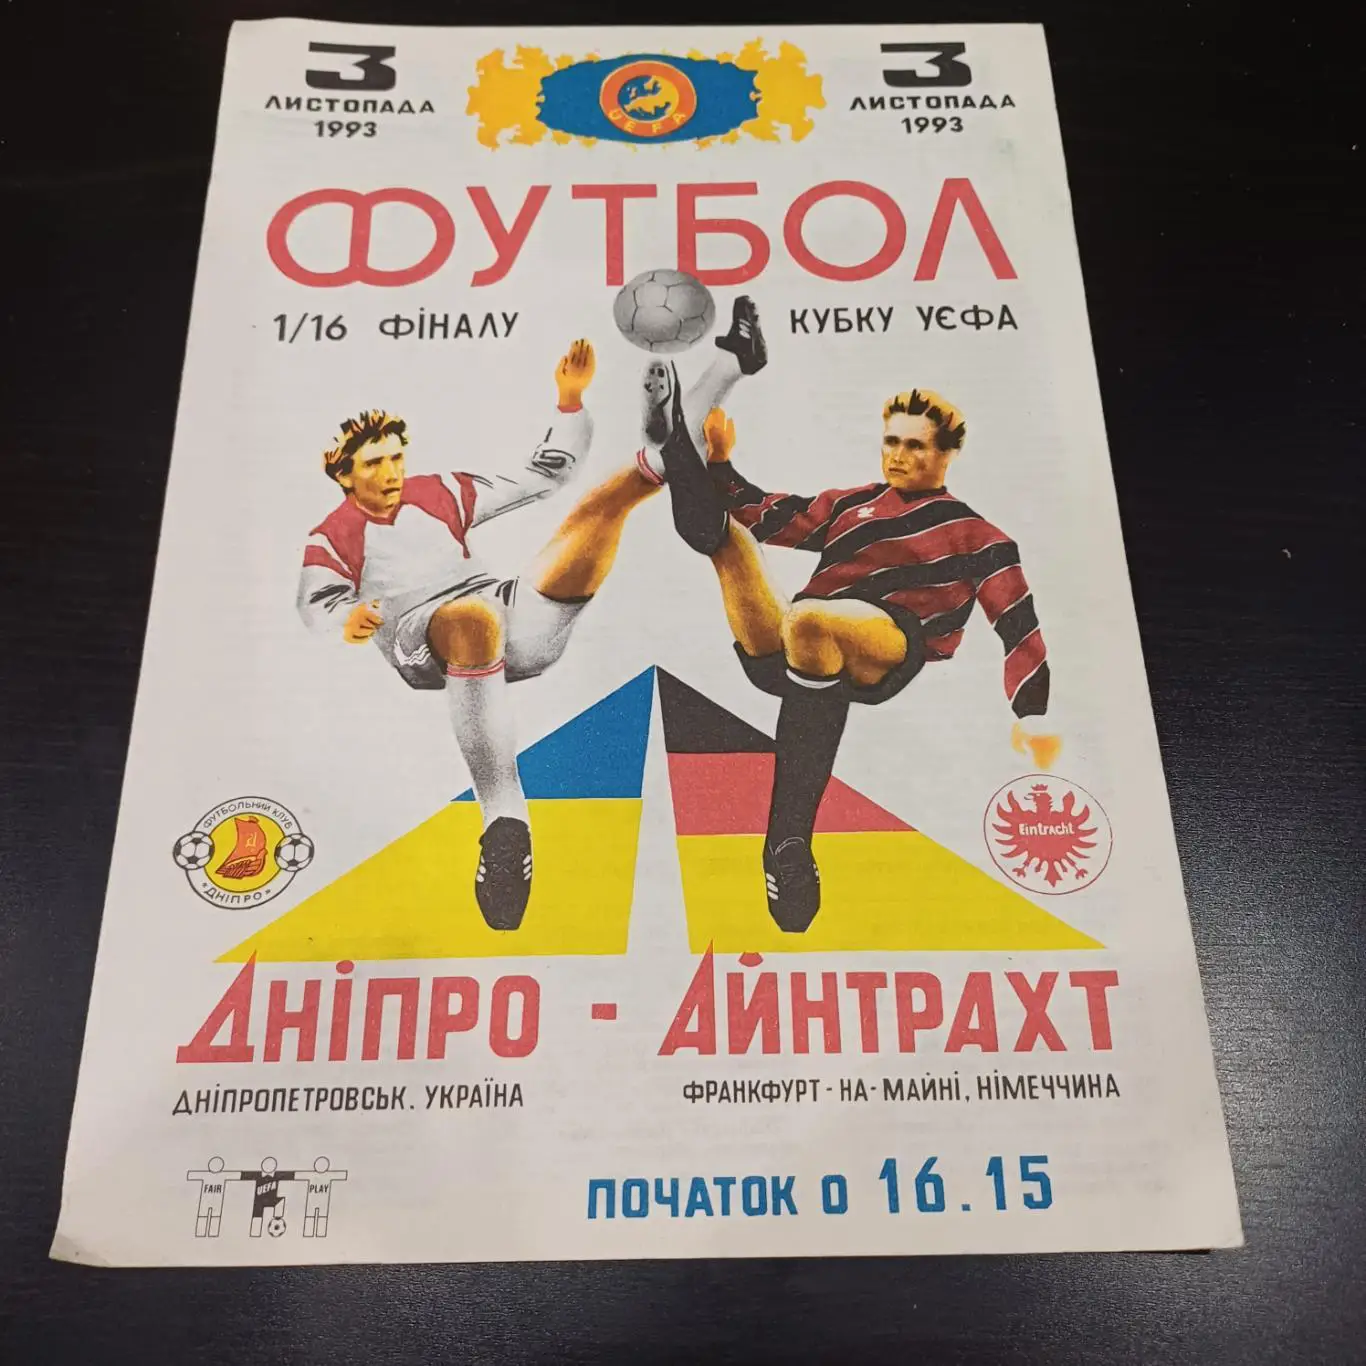 3
ЛИСТОПАДА
1993
UEFA
3
ЛИСТОПАДА
1993
ФУТБОЛ
1/16 ФІНАЛУ
КУБКУ УЄФА
ФУТБОЛЬНИЙ КЛУБ
"ДНІПРО"
Eintracht
ДНІПРО - АЙНТРАХТ
ДНІПРОПЕТРОВСЬК. УКРАЇНА
ФРАНКФУРТ-НА-МАЙНІ, НІМЕЧЧИНА
FAIR UEFA PLAY
ПОЧАТОК О 16.15